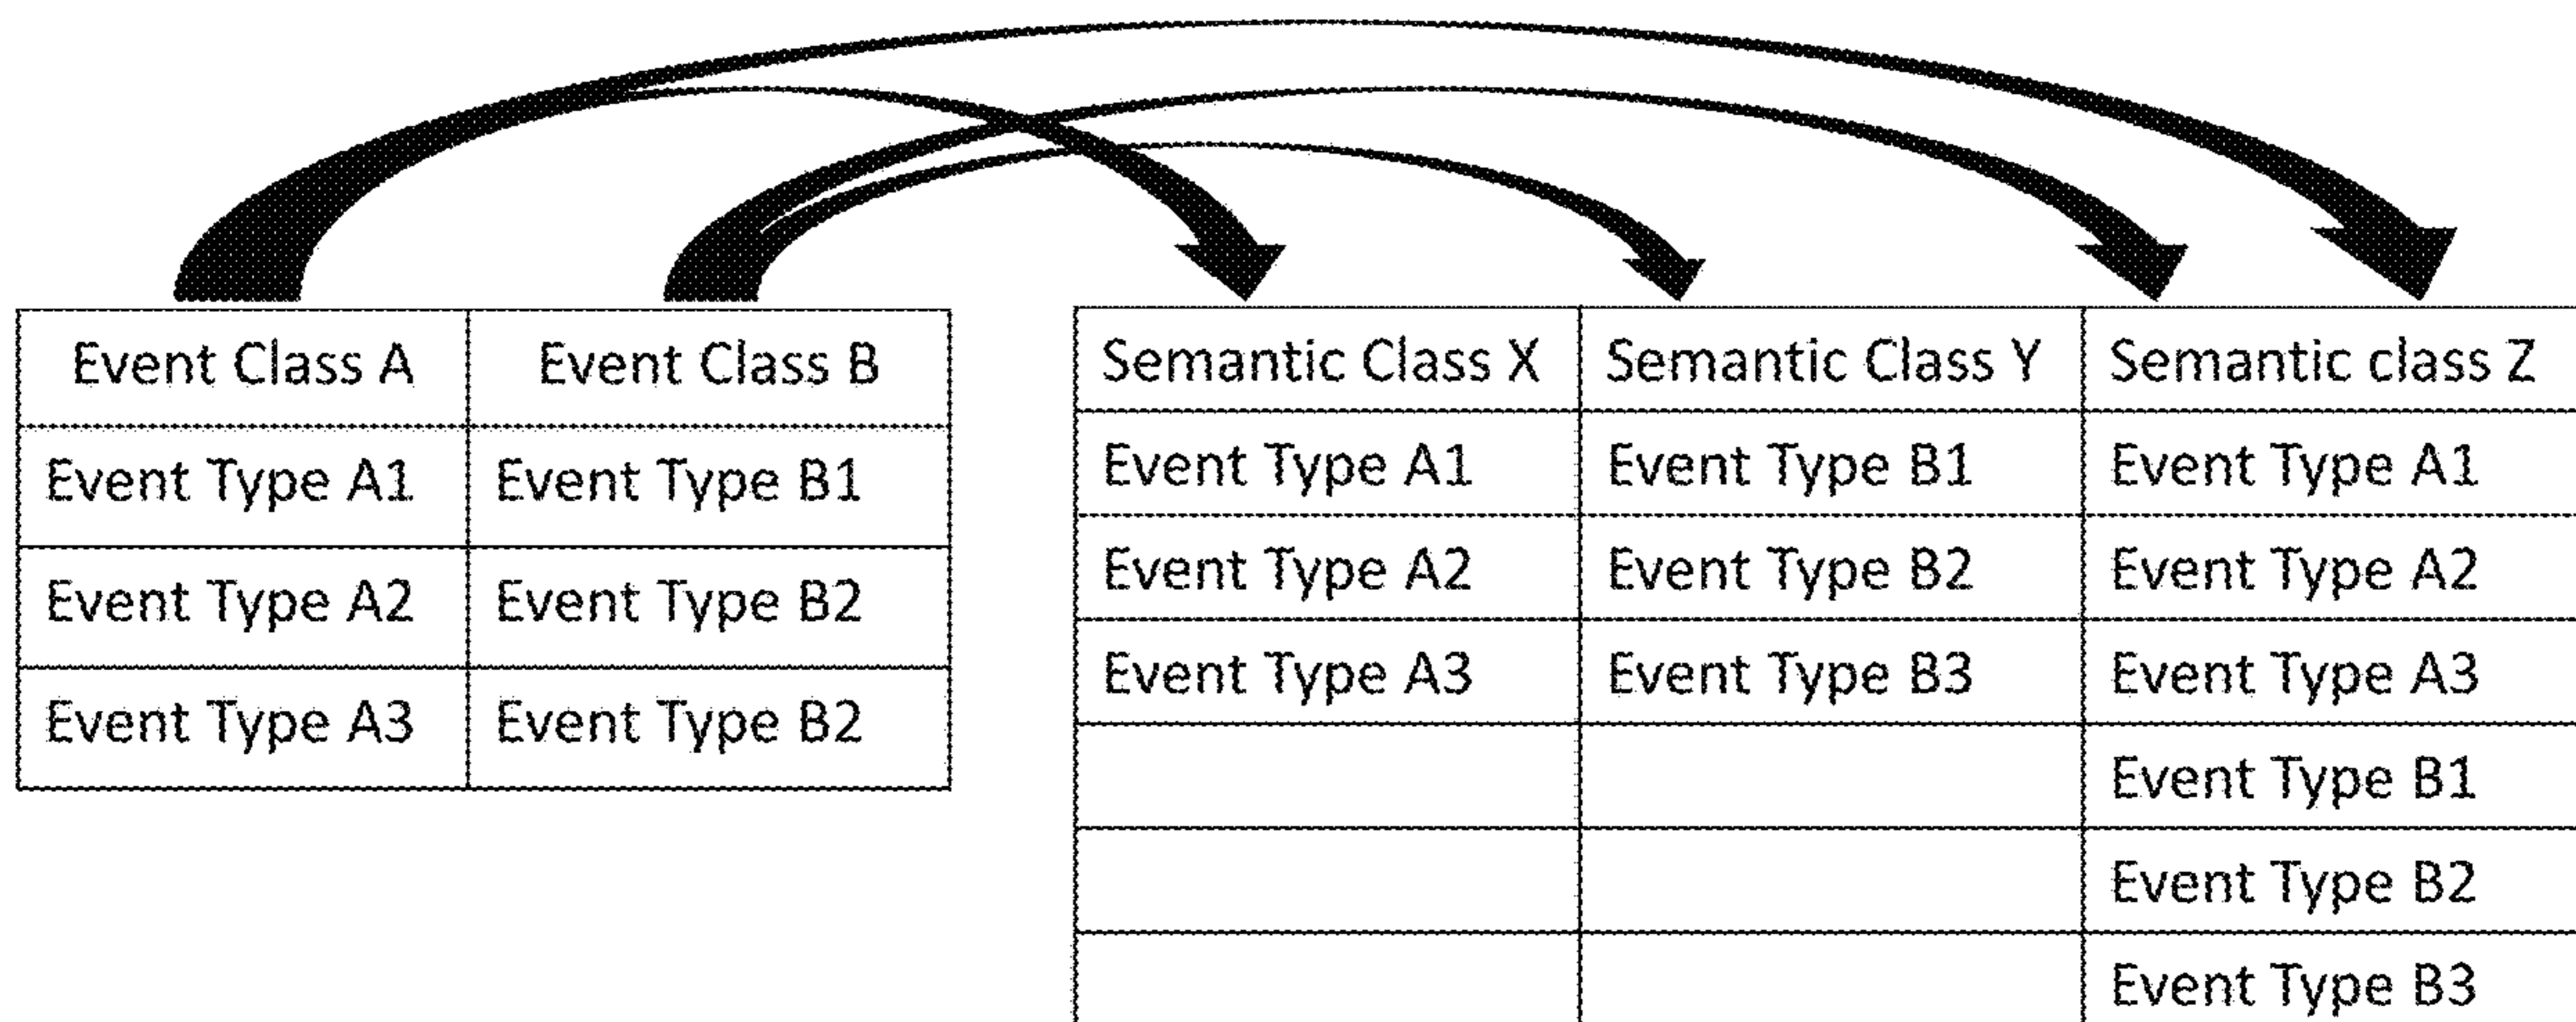 Event Class A Event Class B
Event Type A1 Event Type B1
Event Type A2 Event Type B2
Event Type A3 Event Type B2
Semantic Class X Semantic Class Y Semantic class Z
Event Type A1 Event Type B1 Event Type A1
Event Type A2 Event Type B2 Event Type A2
Event Type A3 Event Type B3 Event Type A3
Event Type B1
Event Type B2
Event Type B3